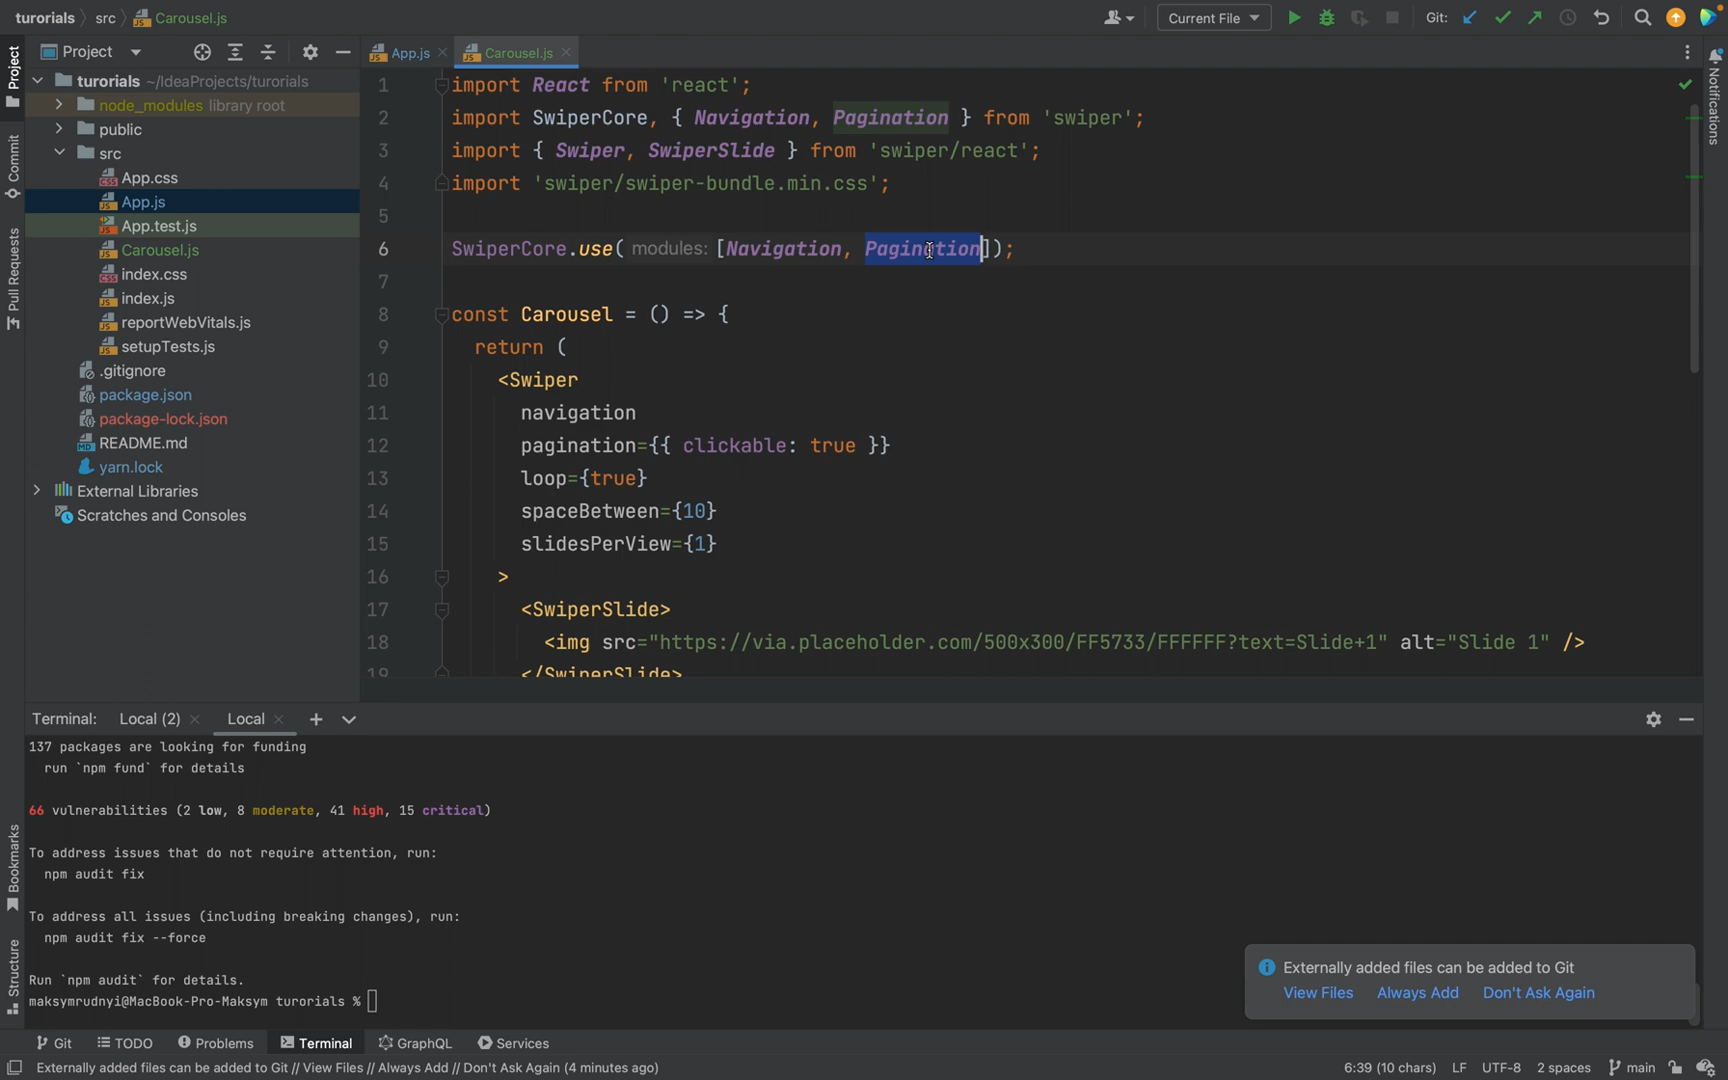 turorials src Carousel.js
Current File
Git:
Project
App.js
Carousel.js
Project
Commit
Pull Requests
Bookmarks
Structure
Notifications
turorials ~/IdeaProjects/turorials
node_modules library root
public
src
App.css
App.js
App.test.js
Carousel.js
index.css
index.js
reportWebVitals.js
setupTests.js
.gitignore
package.json
package-lock.json
README.md
yarn.lock
External Libraries
Scratches and Consoles
1 import React from 'react';
2 import SwiperCore, { Navigation, Pagination } from 'swiper';
3 import { Swiper, SwiperSlide } from 'swiper/react';
4 import 'swiper/swiper-bundle.min.css';
5
6 SwiperCore.use( modules: [Navigation, Pagination]);
7
8 const Carousel = () => {
9 return (
10 <Swiper
11 navigation
12 pagination={{ clickable: true }}
13 loop={true}
14 spaceBetween={10}
15 slidesPerView={1}
16 >
17 <SwiperSlide>
18 <img src="https://via.placeholder.com/500x300/FF5733/FFFFFF?text=Slide+1" alt="Slide 1" />
19 </SwiperSlide>
Terminal: Local (2) Local
137 packages are looking for funding
run `npm fund` for details
66 vulnerabilities (2 low, 8 moderate, 41 high, 15 critical)
To address issues that do not require attention, run:
npm audit fix
To address all issues (including breaking changes), run:
npm audit fix --force
Run `npm audit` for details.
maksymrudnyi@MacBook-Pro-Maksym turorials %
Externally added files can be added to Git
View Files Always Add Don't Ask Again
Git TODO Problems Terminal GraphQL Services
Externally added files can be added to Git // View Files // Always Add // Don't Ask Again (4 minutes ago)
6:39 (10 chars) LF UTF-8 2 spaces main